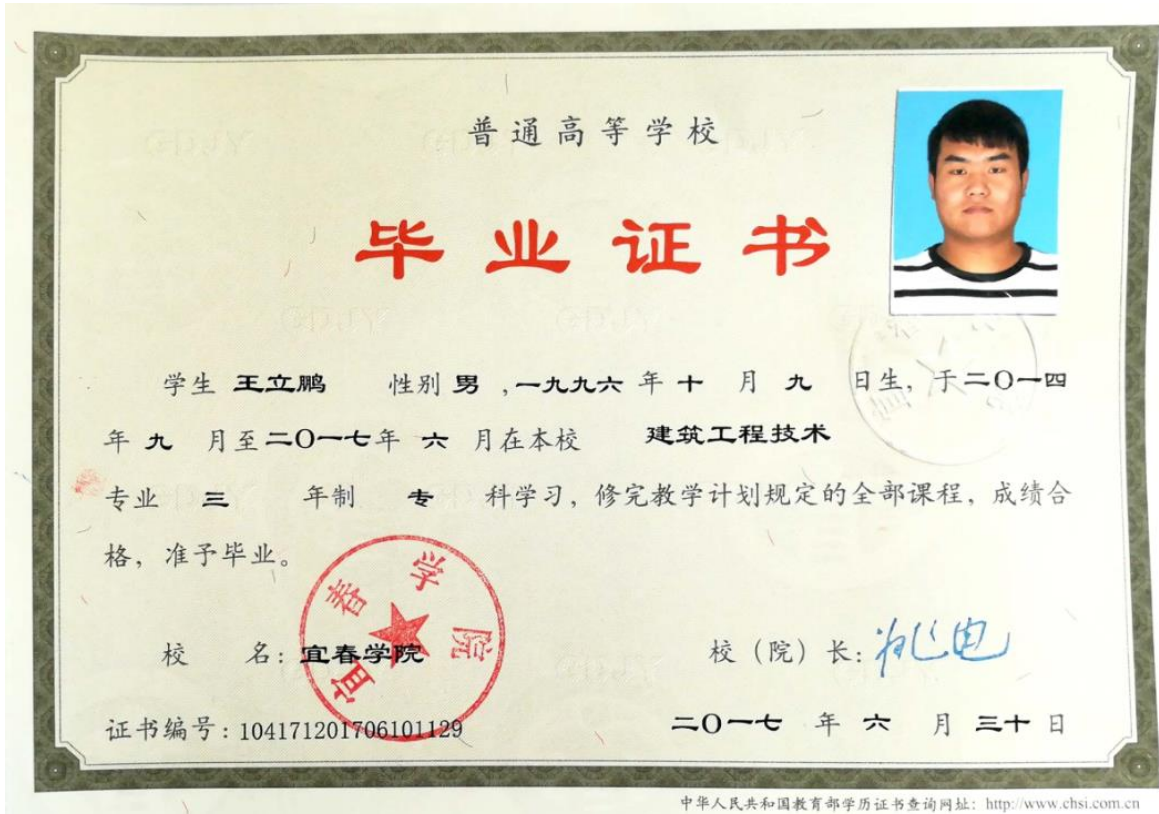 普通高等学校
毕业证书
学生 王立鹏 性别 男 ,一九九六 年 十 月 九 日生,于二〇一四
年 九 月至二〇一七年 六 月在本校 建筑工程技术
专业 三 年制 专 科学习,修完教学计划规定的全部课程,成绩合
格,准予毕业。
校 名:宜春学院
宜春学院
校(院)长:
证书编号:104171201706101129
二〇一七 年 六 月 三十 日
中华人民共和国教育部学历证书查询网址:http://www.chsi.com.cn